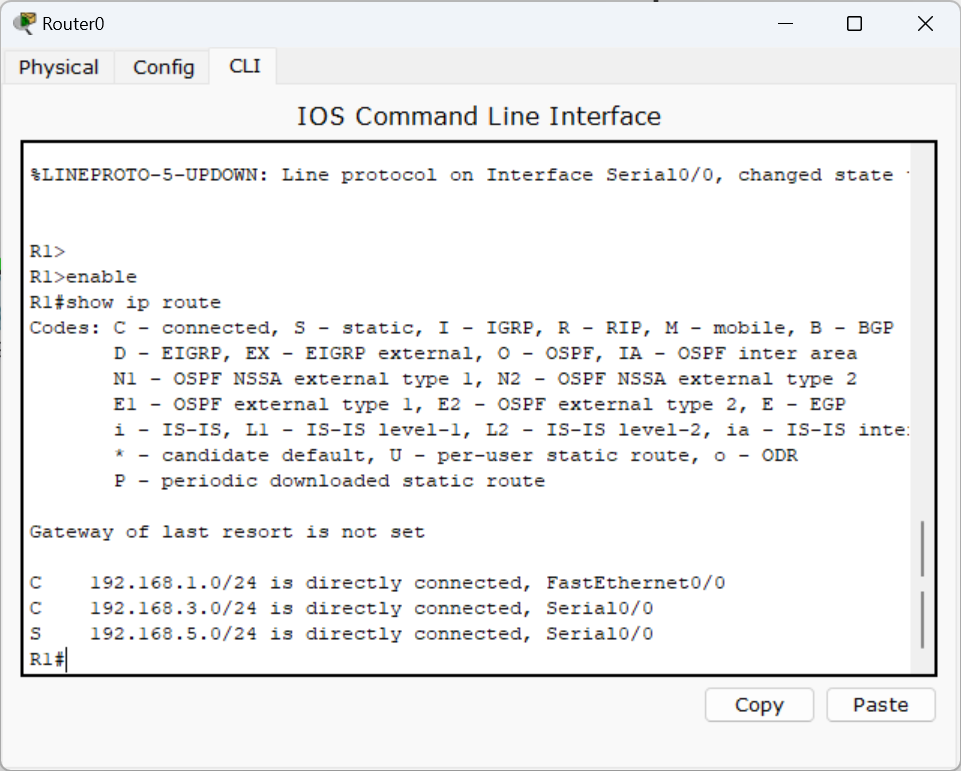 Router0
Physical Config CLI
IOS Command Line Interface
%LINEPROTO-5-UPDOWN: Line protocol on Interface Serial0/0, changed state
R1>
R1>enable
R1#show ip route
Codes: C - connected, S - static, I - IGRP, R - RIP, M - mobile, B - BGP
D - EIGRP, EX - EIGRP external, O - OSPF, IA - OSPF inter area
N1 - OSPF NSSA external type 1, N2 - OSPF NSSA external type 2
E1 - OSPF external type 1, E2 - OSPF external type 2, E - EGP
i - IS-IS, L1 - IS-IS level-1, L2 - IS-IS level-2, ia - IS-IS
* - candidate default, U - per-user static route, o - ODR
P - periodic downloaded static route
Gateway of last resort is not set
C 192.168.1.0/24 is directly connected, FastEthernet0/0
C 192.168.3.0/24 is directly connected, Serial0/0
S 192.168.5.0/24 is directly connected, Serial0/0
R1#
Copy Paste